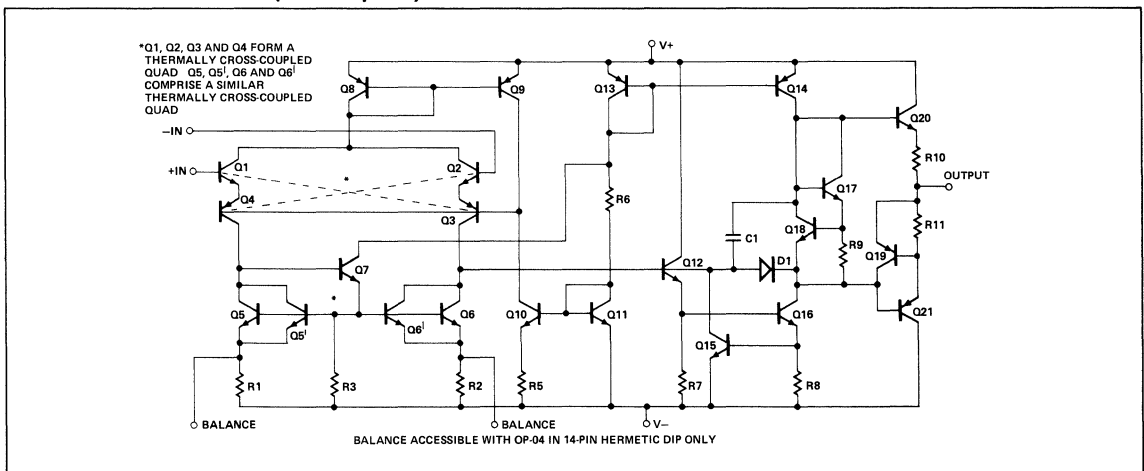 *Q1, Q2, Q3 AND Q4 FORM A
THERMALLY CROSS-COUPLED
QUAD Q5, Q5|, Q6 AND Q6|
COMPRISE A SIMILAR
THERMALLY CROSS-COUPLED
QUAD
V+
Q8
Q9
Q13
Q14
Q20
–IN
+IN
Q1
Q2
*
R10
OUTPUT
Q4
Q3
R6
Q17
C1
Q18
R9
R11
Q19
Q7
Q12
D1
*
Q5
Q5|
Q6|
Q6
Q10
Q11
Q16
Q21
Q15
R1
R3
R2
R5
R7
R8
BALANCE
BALANCE
V–
BALANCE ACCESSIBLE WITH OP-04 IN 14-PIN HERMETIC DIP ONLY